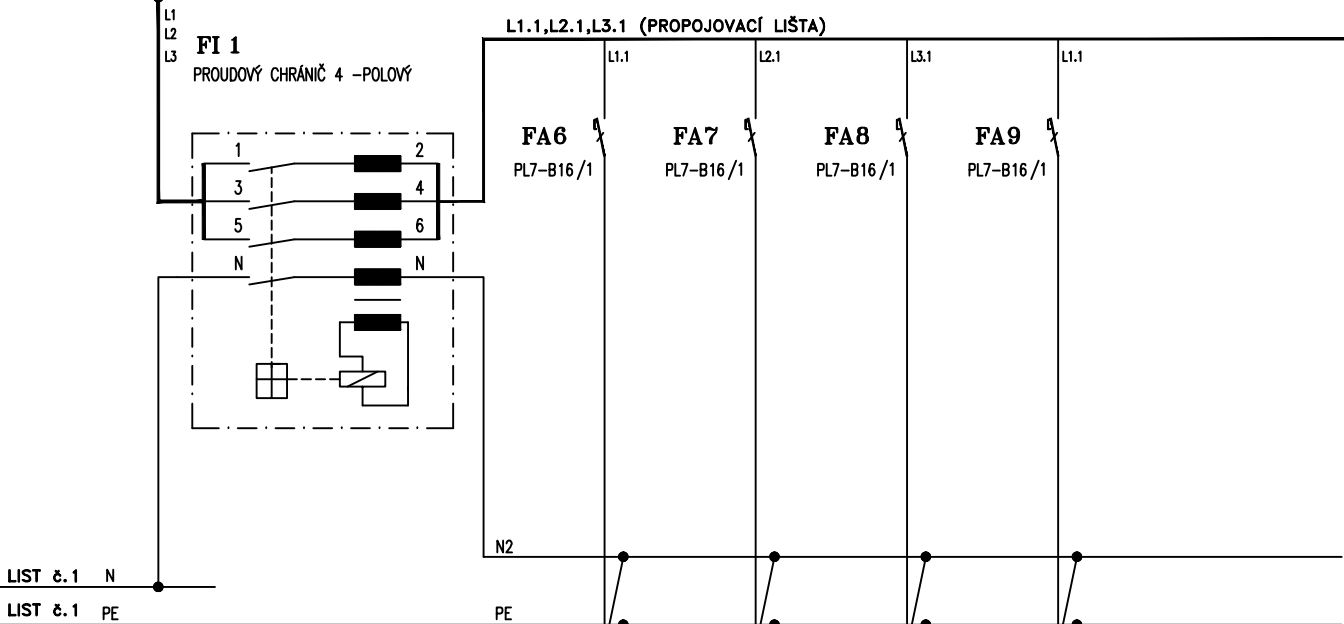 L1
L2
L3
FI 1
PROUDOVÝ CHRÁNIČ 4 -POLOVÝ
L1.1,L2.1,L3.1 (PROPOJOVACÍ LIŠTA)
L1.1
L2.1
L3.1
L1.1
FA6
FA7
FA8
FA9
PL7-B16/1
PL7-B16/1
PL7-B16/1
PL7-B16/1
1
2
3
4
5
6
N
N
N2
LIST č.1 N
LIST č.1 PE
PE